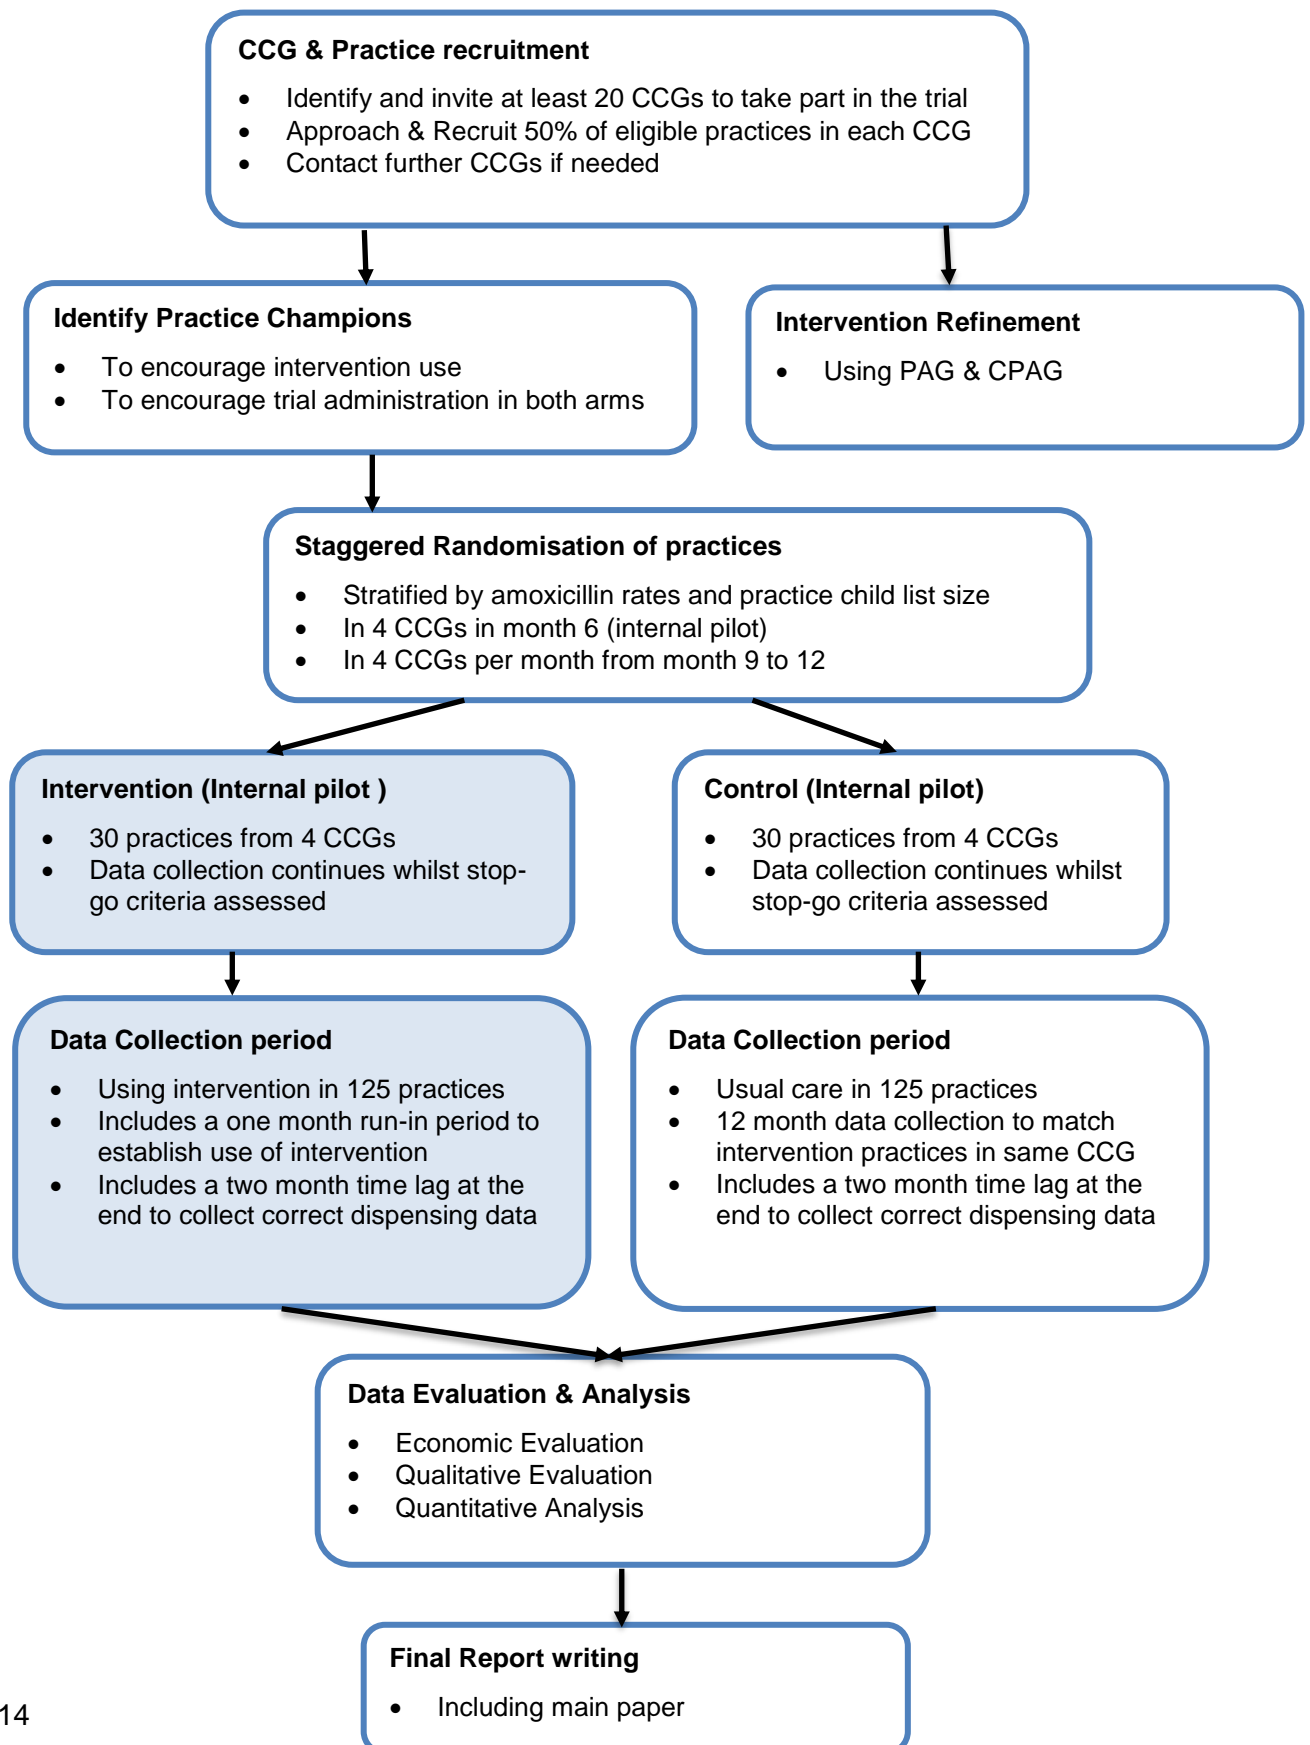 CCG & Practice recruitment
• Identify and invite at least 20 CCGs to take part in the trial
• Approach & Recruit 50% of eligible practices in each CCG
• Contact further CCGs if needed
Identify Practice Champions
• To encourage intervention use
• To encourage trial administration in both arms
Intervention Refinement
• Using PAG & CPAG
Staggered Randomisation of practices
• Stratified by amoxicillin rates and practice child list size
• In 4 CCGs in month 6 (internal pilot)
• In 4 CCGs per month from month 9 to 12
Intervention (Internal pilot )
• 30 practices from 4 CCGs
• Data collection continues whilst stop-
go criteria assessed
Control (Internal pilot)
• 30 practices from 4 CCGs
• Data collection continues whilst
stop-go criteria assessed
Data Collection period
• Using intervention in 125 practices
• Includes a one month run-in period to
establish use of intervention
• Includes a two month time lag at the
end to collect correct dispensing data
Data Collection period
• Usual care in 125 practices
• 12 month data collection to match
intervention practices in same CCG
• Includes a two month time lag at the
end to collect correct dispensing data
Data Evaluation & Analysis
• Economic Evaluation
• Qualitative Evaluation
• Quantitative Analysis
Final Report writing
• Including main paper
14